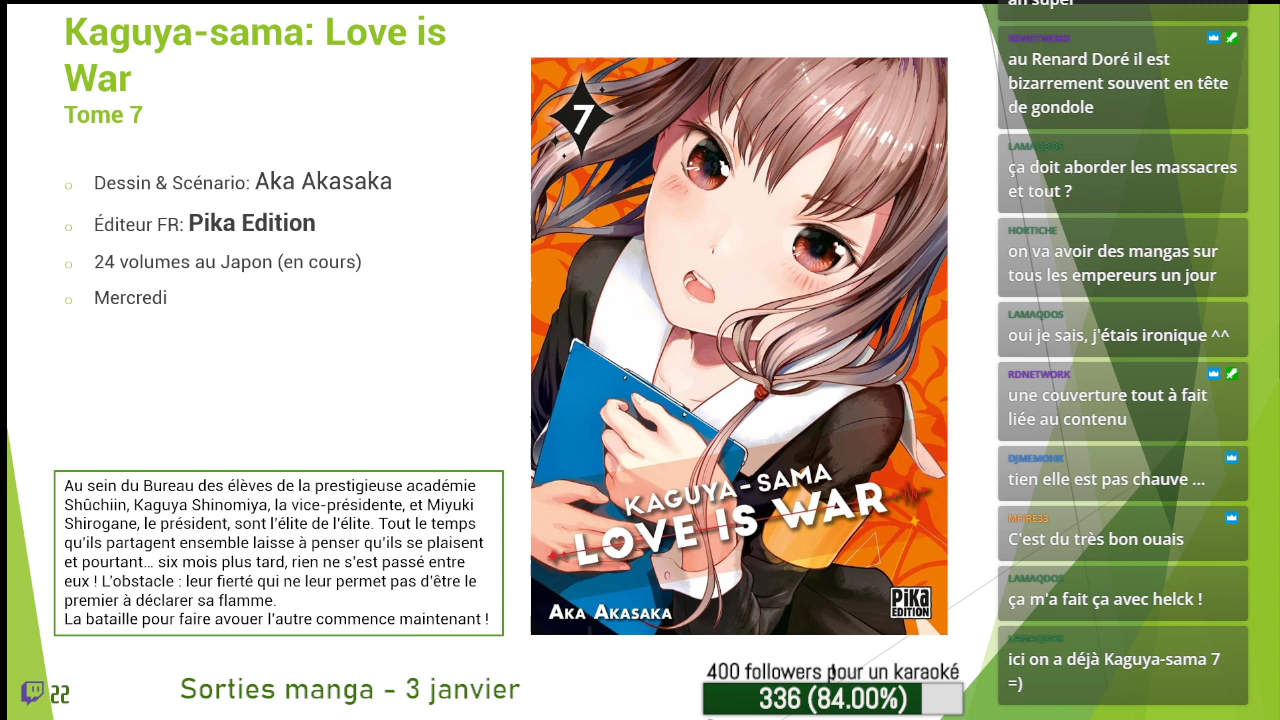 Kaguya-sama: Love is
War
Tome 7
Dessin & Scénario: Aka Akasaka
Éditeur FR: Pika Edition
24 volumes au Japon (en cours)
Mercredi
Au sein du Bureau des élèves de la prestigieuse académie
Shûchiin, Kaguya Shinomiya, la vice-présidente, et Miyuki
Shirogane, le président, sont l'élite de l'élite. Tout le temps
qu'ils partagent ensemble laisse à penser qu'ils se plaisent
et pourtant... six mois plus tard, rien ne s'est passé entre
eux ! L'obstacle : leur fierté qui ne leur permet pas d'être le
premier à déclarer sa flamme.
La bataille pour faire avouer l'autre commence maintenant !
7
KAGUYA-SAMA
LOVE IS WAR
AKA AKASAKA
PIKA
EDITION
22
Sorties manga - 3 janvier
400 followers pour un karaoké
336 (84.00%)
an super
RDNETWORK
au Renard Doré il est
bizarrement souvent en tête
de gondole
LAMAQDOS
ça doit aborder les massacres
et tout ?
HORTICHE
on va avoir des mangas sur
tous les empereurs un jour
LAMAQDOS
oui je sais, j'étais ironique ^^
RDNETWORK
une couverture tout à fait
liée au contenu
tien elle est pas chauve ...
C'est du très bon ouais
LAMAQDOS
ça m'a fait ça avec helck !
LAMAQDOS
ici on a déjà Kaguya-sama 7
=)